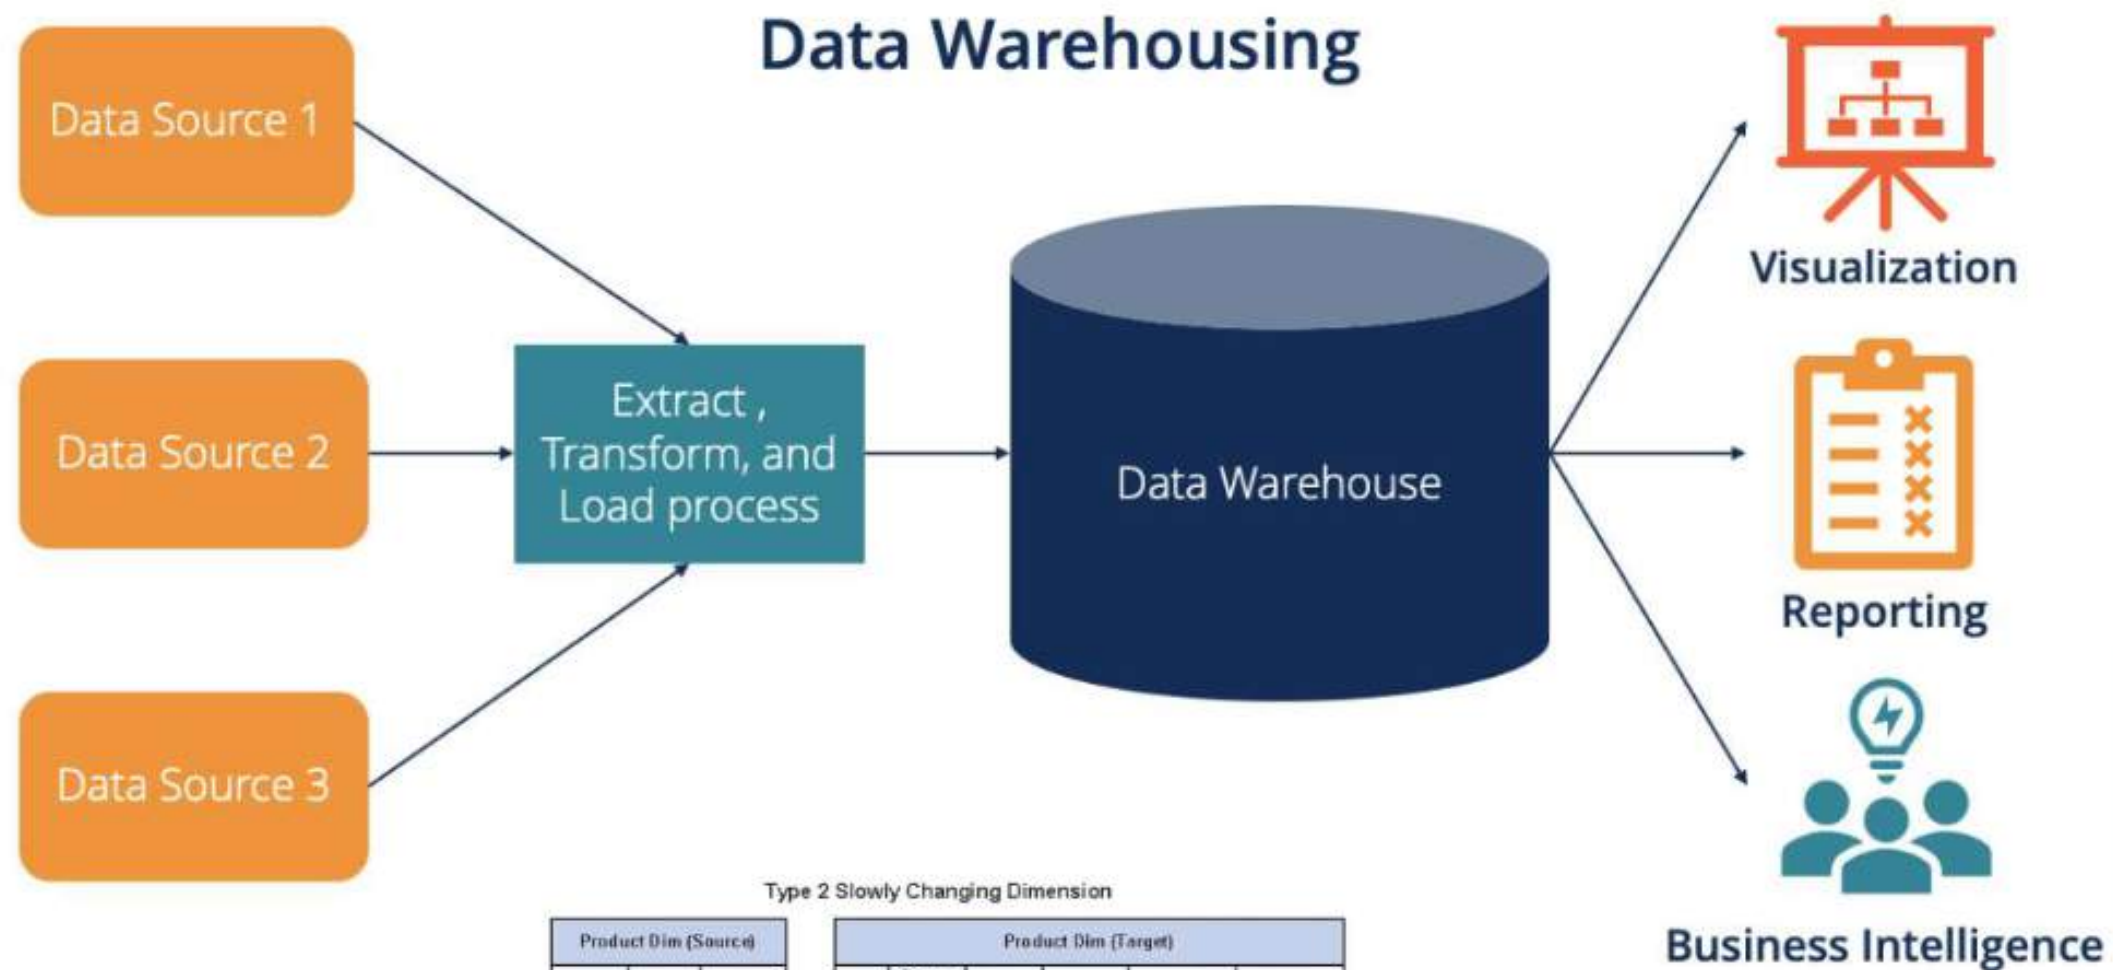 Data Warehousing
Data Source 1
Data Source 2
Data Source 3
Extract ,
Transform, and
Load process
Data Warehouse
Visualization
Reporting
Business Intelligence
Type 2 Slowly Changing Dimension
Product Dim (Source)
Product Dim (Target)